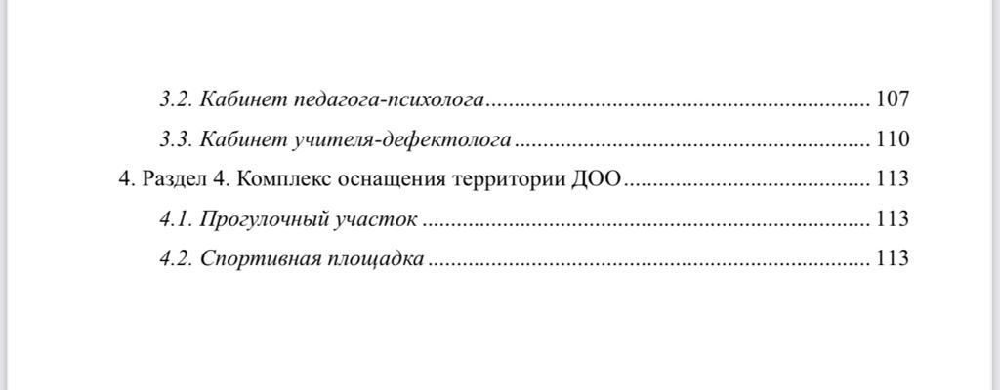 3.2. Кабинет педагога-психолога........................................................................ 107
3.3. Кабинет учителя-дефектолога................................................................... 110
4. Раздел 4. Комплекс оснащения территории ДОО............................................... 113
4.1. Прогулочный участок.................................................................................... 113
4.2. Спортивная площадка................................................................................... 113